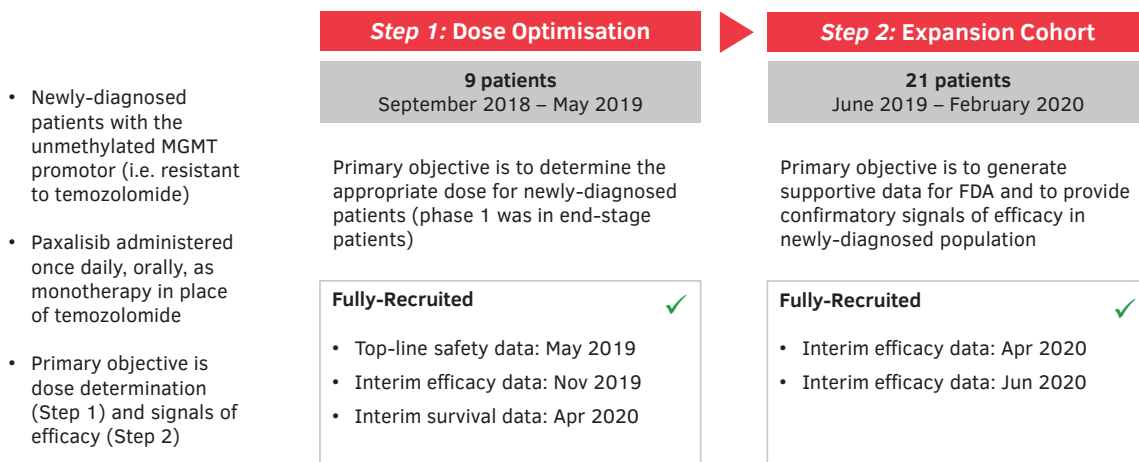 • Newly-diagnosed
patients with the
unmethylated MGMT
promotor (i.e. resistant
to temozolomide)
• Paxalisib administered
once daily, orally, as
monotherapy in place
of temozolomide
• Primary objective is
dose determination
(Step 1) and signals of
efficacy (Step 2)
Step 1: Dose Optimisation
9 patients
September 2018 – May 2019
Primary objective is to determine the
appropriate dose for newly-diagnosed
patients (phase 1 was in end-stage
patients)
Fully-Recruited ✓
• Top-line safety data: May 2019
• Interim efficacy data: Nov 2019
• Interim survival data: Apr 2020
Step 2: Expansion Cohort
21 patients
June 2019 – February 2020
Primary objective is to generate
supportive data for FDA and to provide
confirmatory signals of efficacy in
newly-diagnosed population
Fully-Recruited ✓
• Interim efficacy data: Apr 2020
• Interim efficacy data: Jun 2020